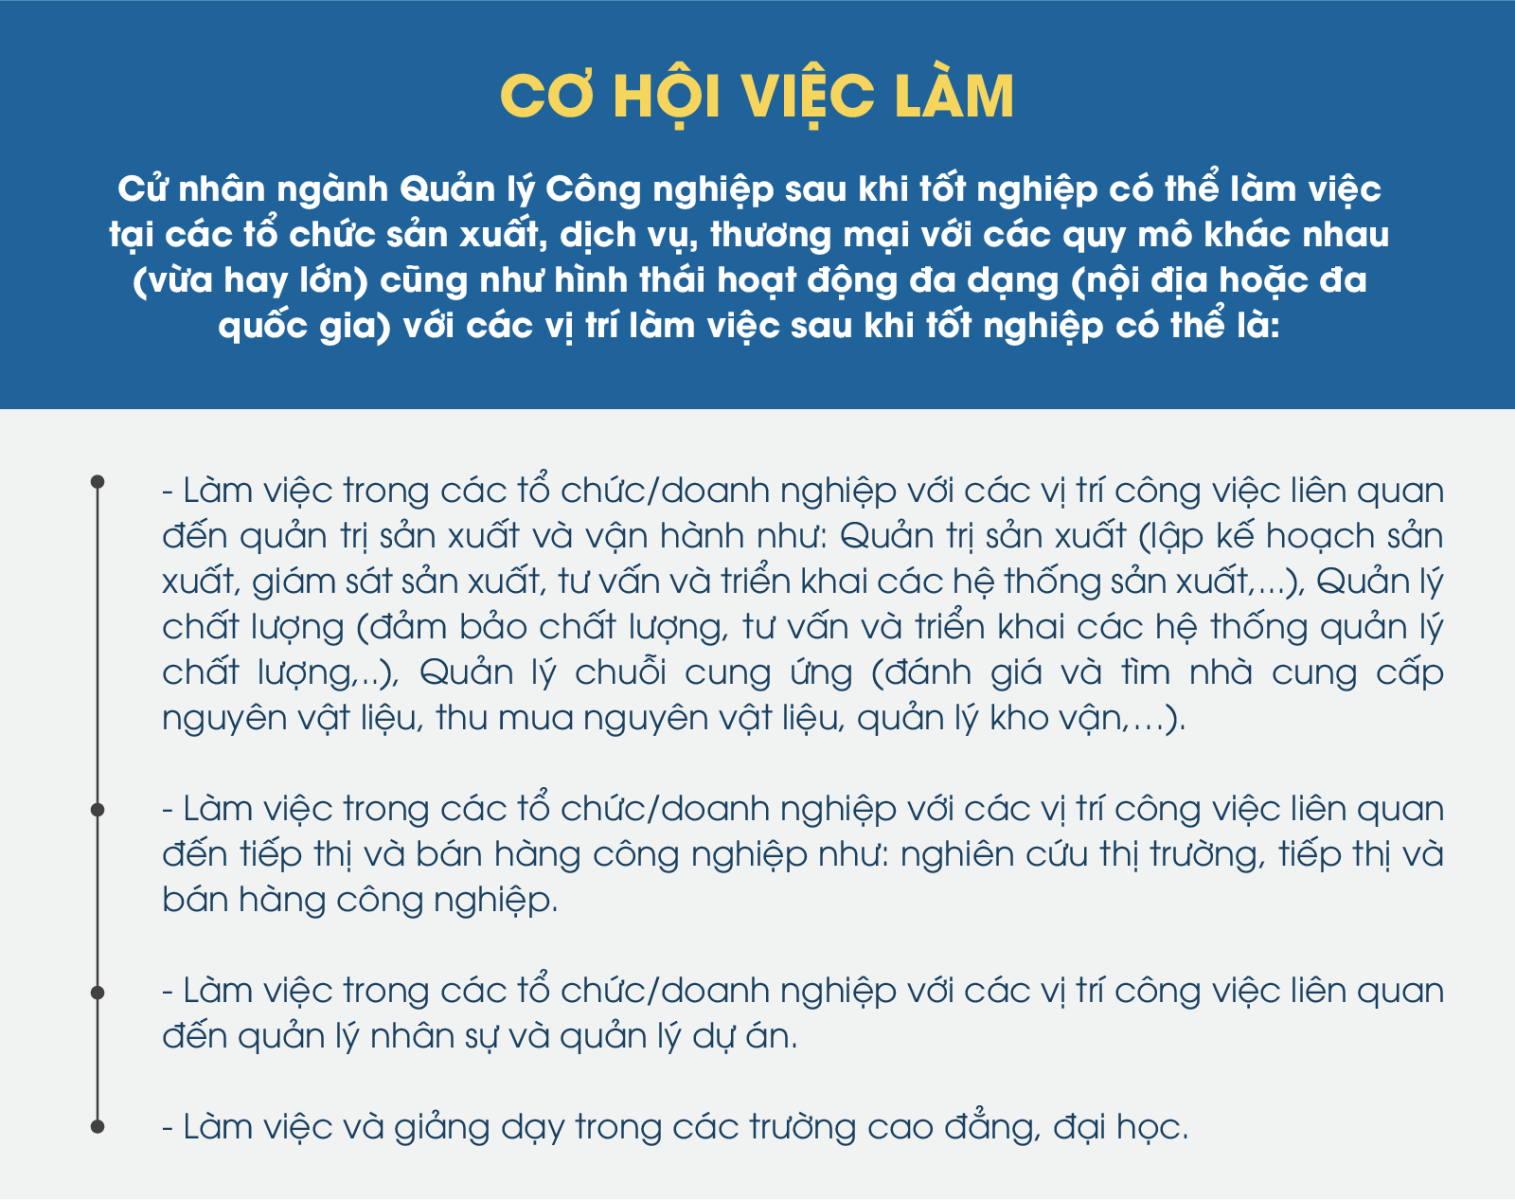 CƠ HỘI VIỆC LÀM
Cử nhân ngành Quản lý Công nghiệp sau khi tốt nghiệp có thể làm việc
tại các tổ chức sản xuất, dịch vụ, thương mại với các quy mô khác nhau
(vừa hay lớn) cũng như hình thái hoạt động đa dạng (nội địa hoặc đa
quốc gia) với các vị trí làm việc sau khi tốt nghiệp có thể là:
- Làm việc trong các tổ chức/doanh nghiệp với các vị trí công việc liên quan
đến quản trị sản xuất và vận hành như: Quản trị sản xuất (lập kế hoạch sản
xuất, giám sát sản xuất, tư vấn và triển khai các hệ thống sản xuất,...), Quản lý
chất lượng (đảm bảo chất lượng, tư vấn và triển khai các hệ thống quản lý
chất lượng,..), Quản lý chuỗi cung ứng (đánh giá và tìm nhà cung cấp
nguyên vật liệu, thu mua nguyên vật liệu, quản lý kho vận,...).
- Làm việc trong các tổ chức/doanh nghiệp với các vị trí công việc liên quan
đến tiếp thị và bán hàng công nghiệp như: nghiên cứu thị trường, tiếp thị và
bán hàng công nghiệp.
- Làm việc trong các tổ chức/doanh nghiệp với các vị trí công việc liên quan
đến quản lý nhân sự và quản lý dự án.
- Làm việc và giảng dạy trong các trường cao đẳng, đại học.